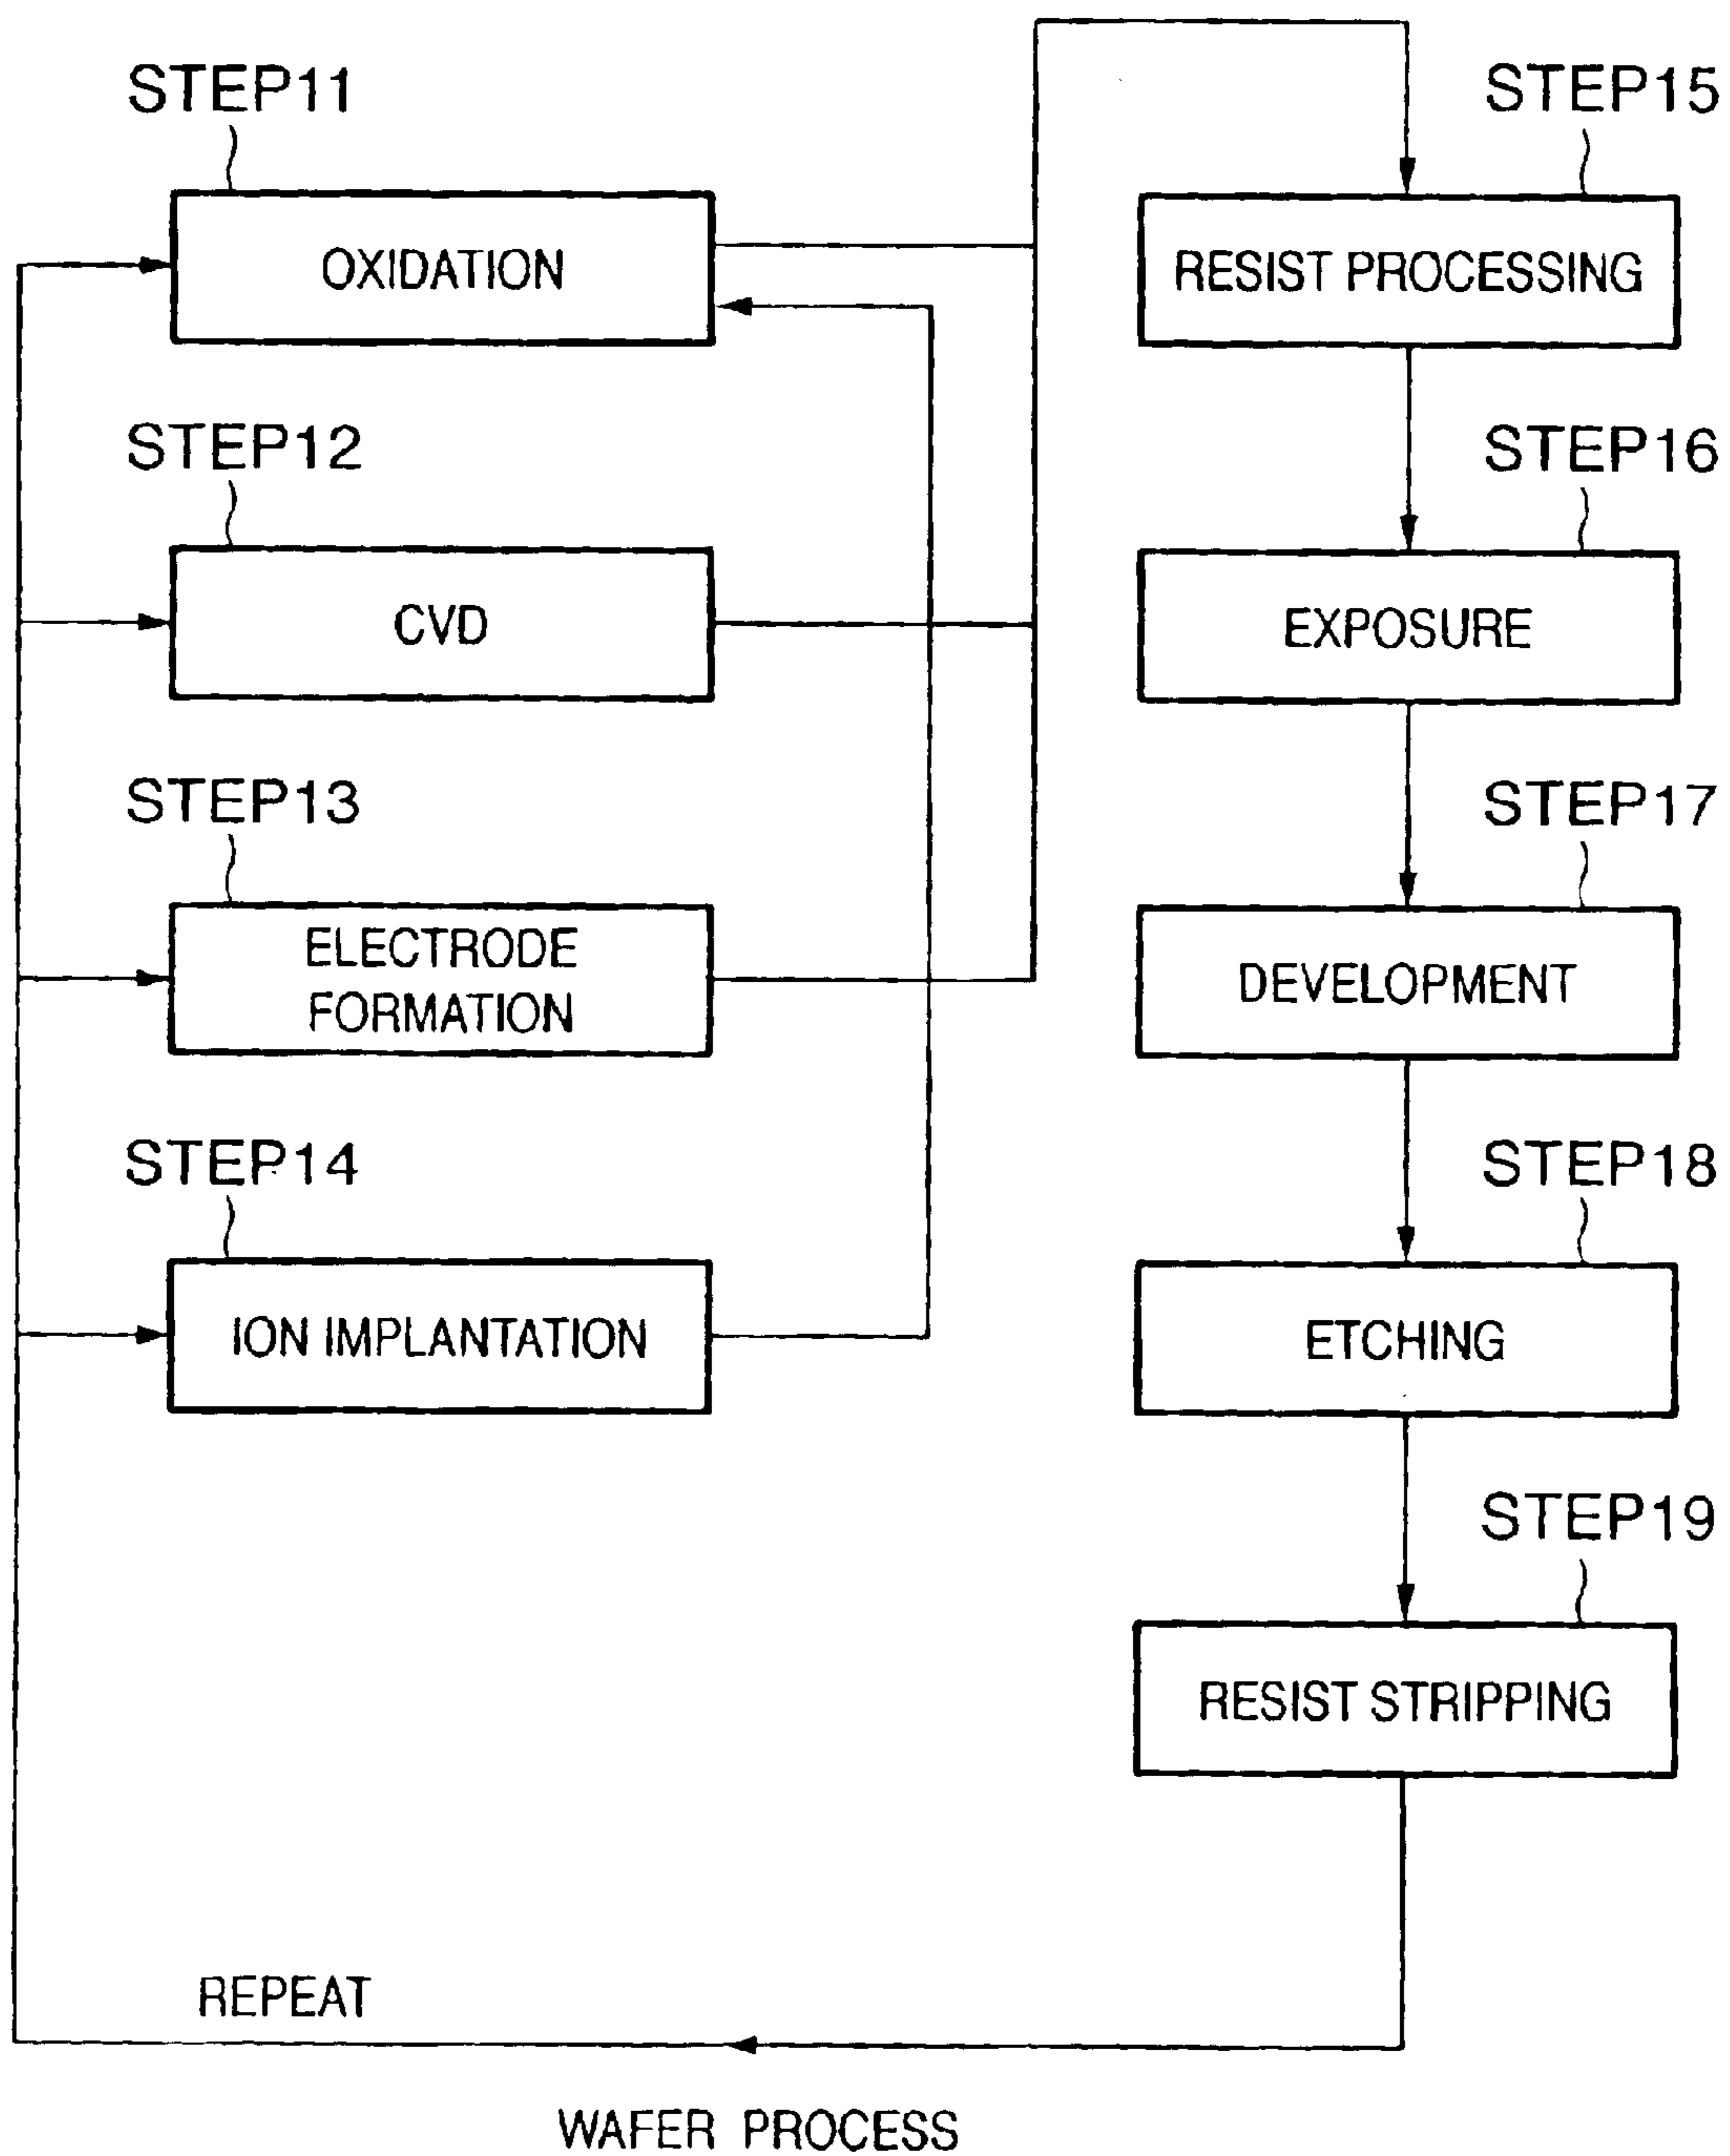 STEP11
OXIDATION
STEP12
CVD
STEP13
ELECTRODE
FORMATION
STEP14
ION IMPLANTATION
STEP15
RESIST PROCESSING
STEP16
EXPOSURE
STEP17
DEVELOPMENT
STEP18
ETCHING
STEP19
RESIST STRIPPING
REPEAT
WAFER PROCESS